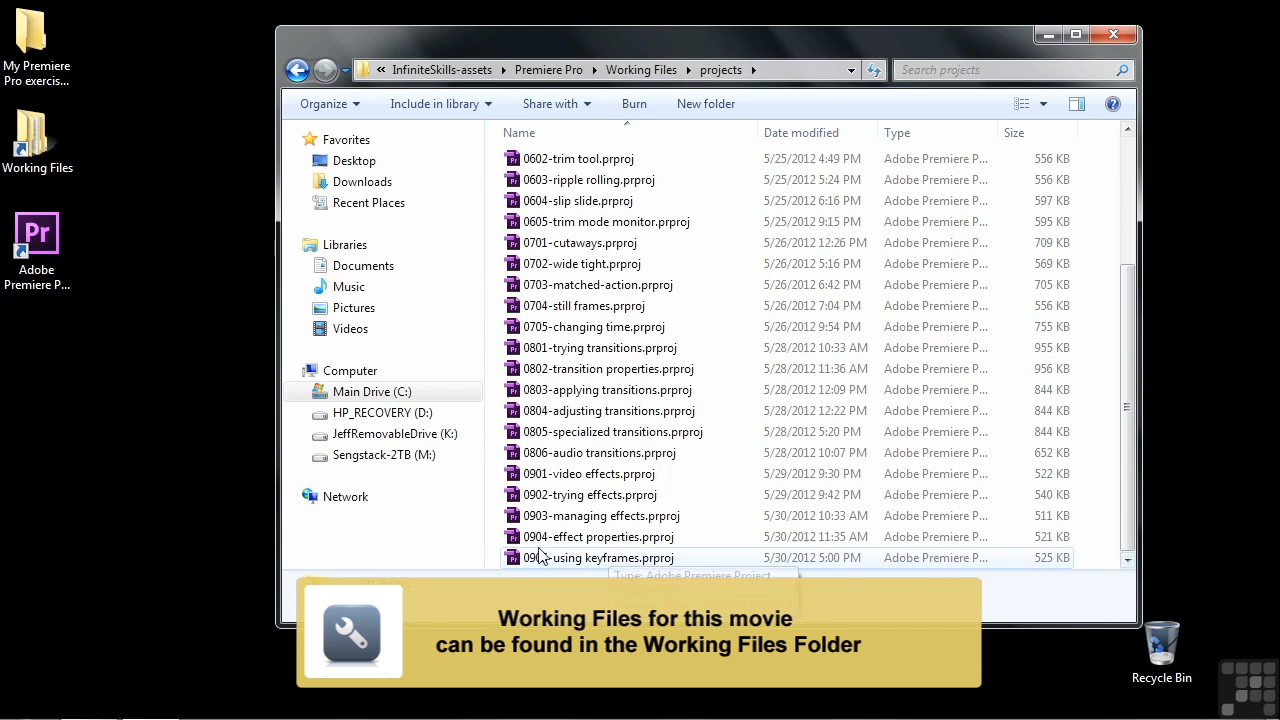 My Premiere
Pro exercis...
Working Files
Pr
Adobe
Premiere P...
Recycle Bin
« InfiniteSkills-assets Premiere Pro Working Files projects
Search projects
Organize Include in library Share with Burn New folder
Favorites
Desktop
Downloads
Recent Places
Libraries
Documents
Music
Pictures
Videos
Computer
Main Drive (C:)
HP_RECOVERY (D:)
JeffRemovableDrive (K:)
Sengstack-2TB (M:)
Network
Name Date modified Type Size
0602-trim tool.prproj 5/25/2012 4:49 PM Adobe Premiere P... 556 KB
0603-ripple rolling.prproj 5/25/2012 5:24 PM Adobe Premiere P... 556 KB
0604-slip slide.prproj 5/25/2012 6:16 PM Adobe Premiere P... 597 KB
0605-trim mode monitor.prproj 5/25/2012 9:15 PM Adobe Premiere P... 595 KB
0701-cutaways.prproj 5/26/2012 12:26 PM Adobe Premiere P... 709 KB
0702-wide tight.prproj 5/26/2012 5:16 PM Adobe Premiere P... 569 KB
0703-matched-action.prproj 5/26/2012 6:42 PM Adobe Premiere P... 705 KB
0704-still frames.prproj 5/26/2012 7:04 PM Adobe Premiere P... 556 KB
0705-changing time.prproj 5/26/2012 9:54 PM Adobe Premiere P... 755 KB
0801-trying transitions.prproj 5/28/2012 10:33 AM Adobe Premiere P... 955 KB
0802-transition properties.prproj 5/28/2012 11:36 AM Adobe Premiere P... 956 KB
0803-applying transitions.prproj 5/28/2012 12:09 PM Adobe Premiere P... 844 KB
0804-adjusting transitions.prproj 5/28/2012 12:22 PM Adobe Premiere P... 844 KB
0805-specialized transitions.prproj 5/28/2012 5:20 PM Adobe Premiere P... 844 KB
0806-audio transitions.prproj 5/28/2012 10:07 PM Adobe Premiere P... 652 KB
0901-video effects.prproj 5/29/2012 9:30 PM Adobe Premiere P... 522 KB
0902-trying effects.prproj 5/29/2012 9:42 PM Adobe Premiere P... 540 KB
0903-managing effects.prproj 5/30/2012 10:33 AM Adobe Premiere P... 511 KB
0904-effect properties.prproj 5/30/2012 11:35 AM Adobe Premiere P... 521 KB
using keyframes.prproj 5/30/2012 5:00 PM Adobe Premiere P... 525 KB
Type: Adobe Premiere Project
Working Files for this movie
can be found in the Working Files Folder